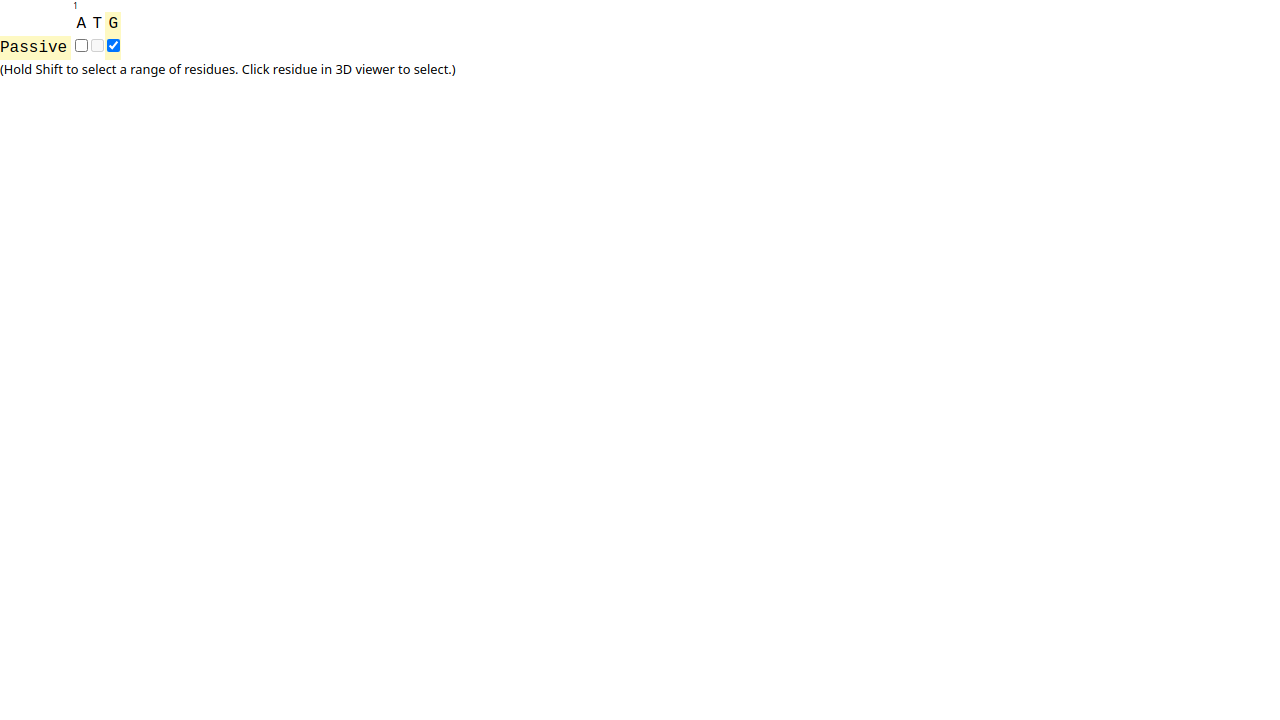 1
A T G
Passive
(Hold Shift to select a range of residues. Click residue in 3D viewer to select.)